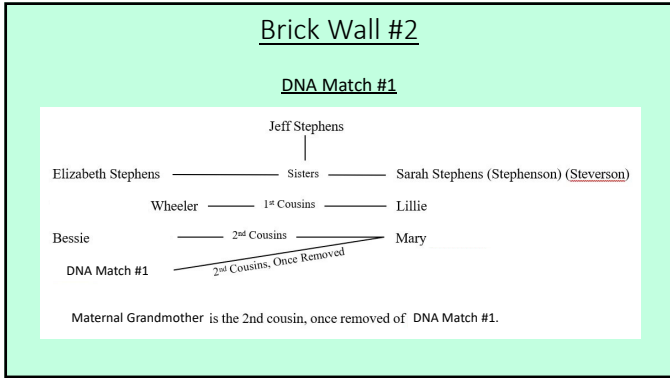 Brick Wall #2
DNA Match #1
Jeff Stephens
Elizabeth Stephens Sisters Sarah Stephens (Stephenson) (Steverson)
Wheeler 1st Cousins Lillie
Bessie 2nd Cousins Mary
DNA Match #1 2nd Cousins, Once Removed
Maternal Grandmother is the 2nd cousin, once removed of DNA Match #1.